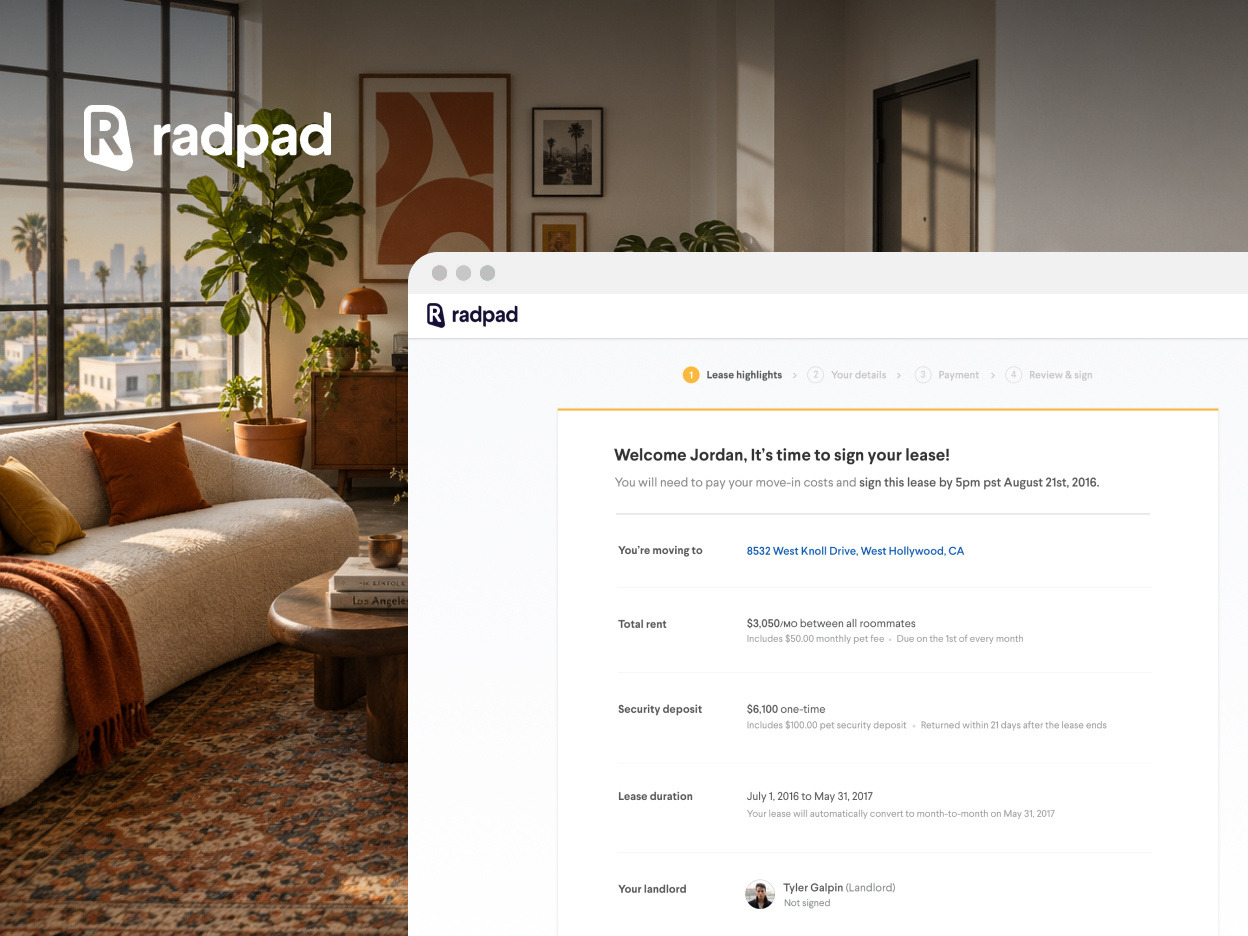 radpad
radpad
1 Lease highlights > 2 Your details > 3 Payment > 4 Review & sign
Welcome Jordan, It's time to sign your lease!
You will need to pay your move-in costs and sign this lease by 5pm pst August 21st, 2016.
You're moving to
8532 West Knoll Drive, West Hollywood, CA
Total rent
$3,050/MO between all roommates
Includes $50.00 monthly pet fee • Due on the 1st of every month
Security deposit
$6,100 one-time
Includes $100.00 pet security deposit • Returned within 21 days after the lease ends
Lease duration
July 1, 2016 to May 31, 2017
Your lease will automatically convert to month-to-month on May 31, 2017
Your landlord
Tyler Galpin (Landlord)
Not signed
Los Angeles